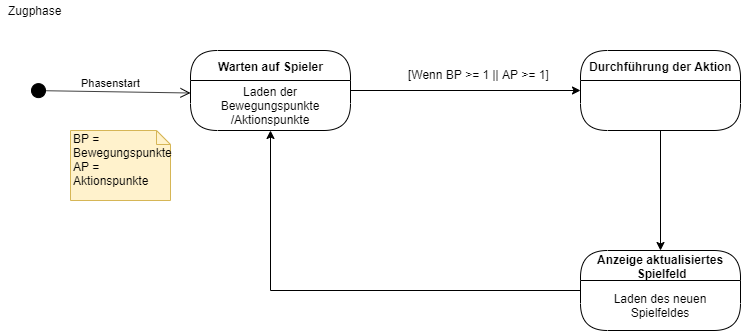 Zugphase
Phasenstart
Warten auf Spieler
Laden der
Bewegungspunkte
/Aktionspunkte
[Wenn BP >= 1 || AP >= 1]
Durchführung der Aktion
BP =
Bewegungspunkte
AP =
Aktionspunkte
Anzeige aktualisiertes
Spielfeld
Laden des neuen
Spielfeldes